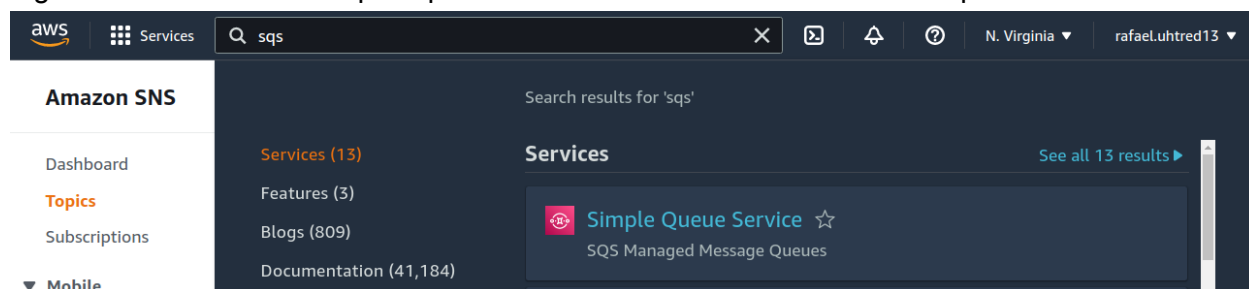 aws
Services
sqs
N. Virginia ▼
rafael.uhtred13 ▼
Amazon SNS
Dashboard
Topics
Subscriptions
▼ Mobile
Search results for 'sqs'
Services (13)
Features (3)
Blogs (809)
Documentation (41,184)
Services
See all 13 results ▶
Simple Queue Service ☆
SQS Managed Message Queues